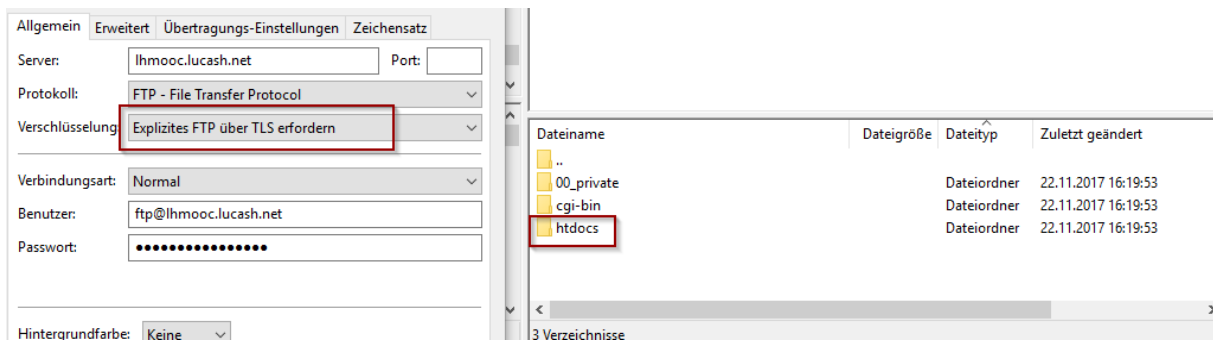 Allgemein Erweitert Übertragungs-Einstellungen Zeichensatz
Server: lhmooc.lucash.net Port:
Protokoll: FTP - File Transfer Protocol
Verschlüsselung: Explizites FTP über TLS erfordern
Verbindungsart: Normal
Benutzer: ftp@lhmooc.lucash.net
Passwort: ●●●●●●●●●●●●●●●●
Hintergrundfarbe: Keine
Dateiname Dateigröße Dateityp Zuletzt geändert
..
00_private Dateiordner 22.11.2017 16:19:53
cgi-bin Dateiordner 22.11.2017 16:19:53
htdocs Dateiordner 22.11.2017 16:19:53
3 Verzeichnisse